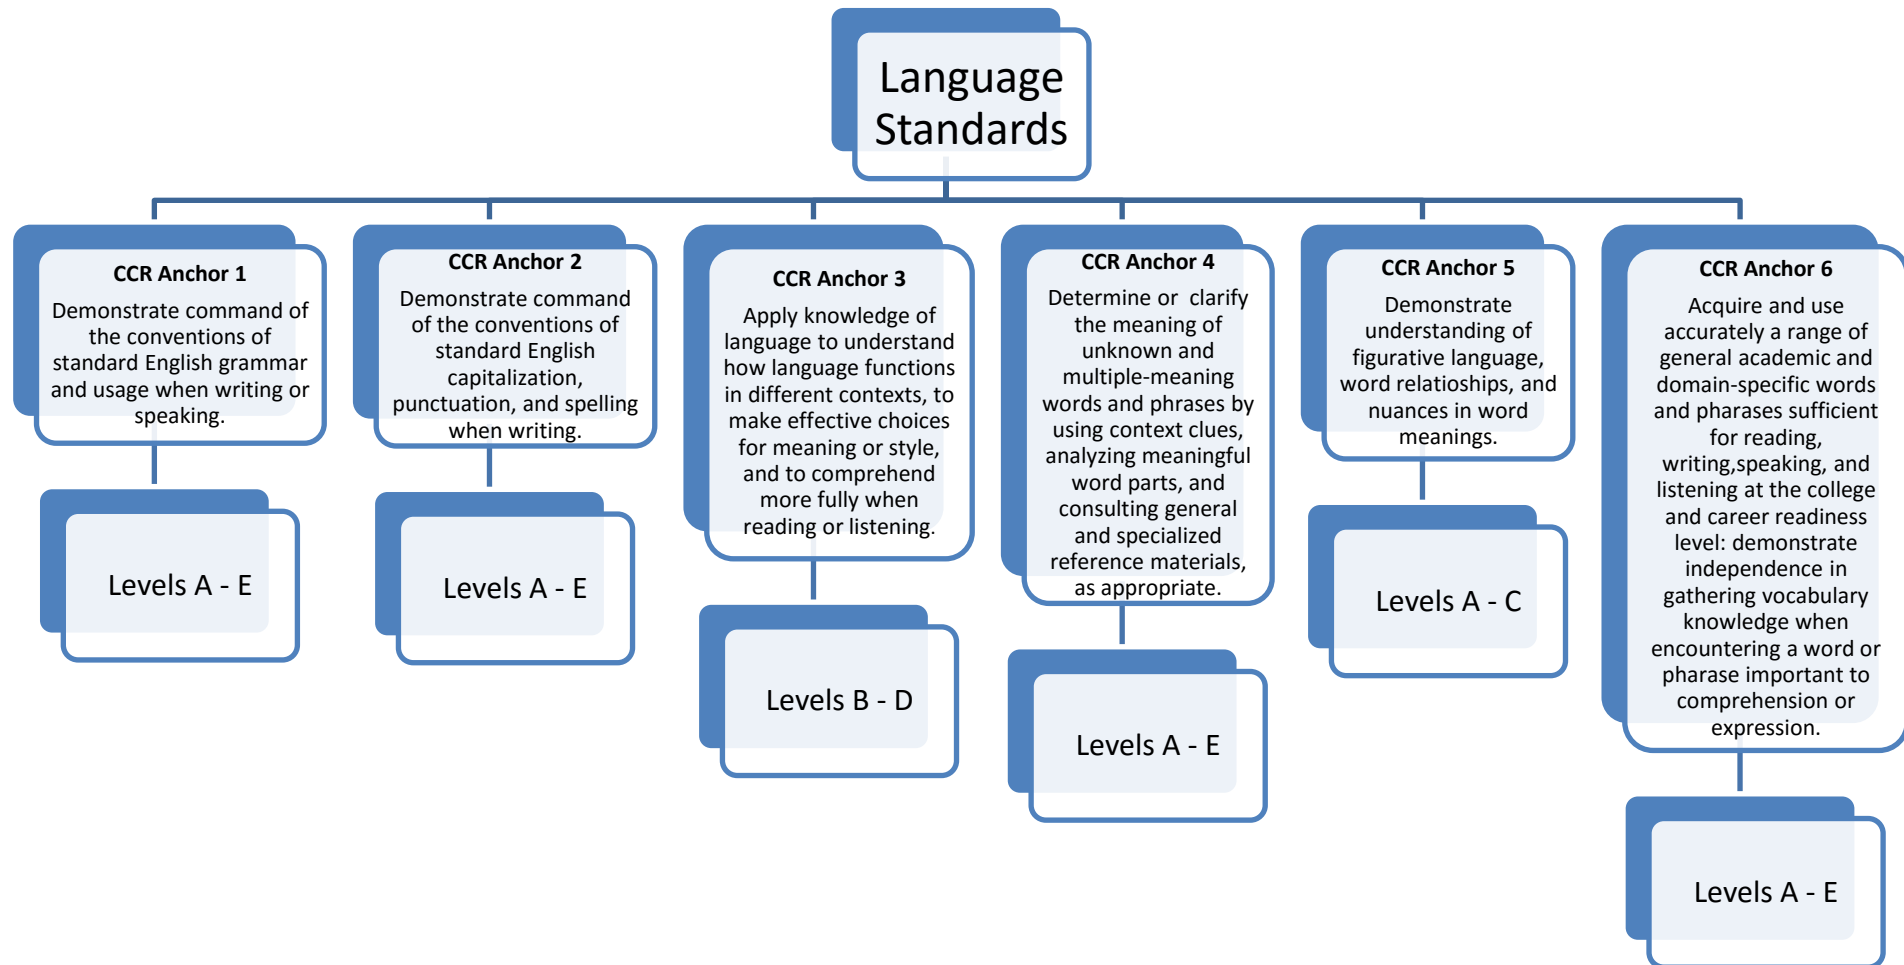 Language
Standards
CCR Anchor 1
Demonstrate command of
the conventions of
standard English grammar
and usage when writing or
speaking.
Levels A - E
CCR Anchor 2
Demonstrate command
of the conventions of
standard English
capitalization,
punctuation, and spelling
when writing.
Levels A - E
CCR Anchor 3
Apply knowledge of
language to understand
how language functions
in different contexts, to
make effective choices
for meaning or style,
and to comprehend
more fully when
reading or listening.
Levels B - D
CCR Anchor 4
Determine or  clarify
the meaning of
unknown and
multiple-meaning
words and phrases by
using context clues,
analyzing meaningful
word parts, and
consulting general
and specialized
reference materials,
as appropriate.
Levels A - E
CCR Anchor 5
Demonstrate
understanding of
figurative language,
word relatioships, and
nuances in word
meanings.
Levels A - C
CCR Anchor 6
Acquire and use
accurately a range of
general academic and
domain-specific words
and pharases sufficient
for reading,
writing,speaking, and
listening at the college
and career readiness
level: demonstrate
independence in
gathering vocabulary
knowledge when
encountering a word or
pharase important to
comprehension or
expression.
Levels A - E